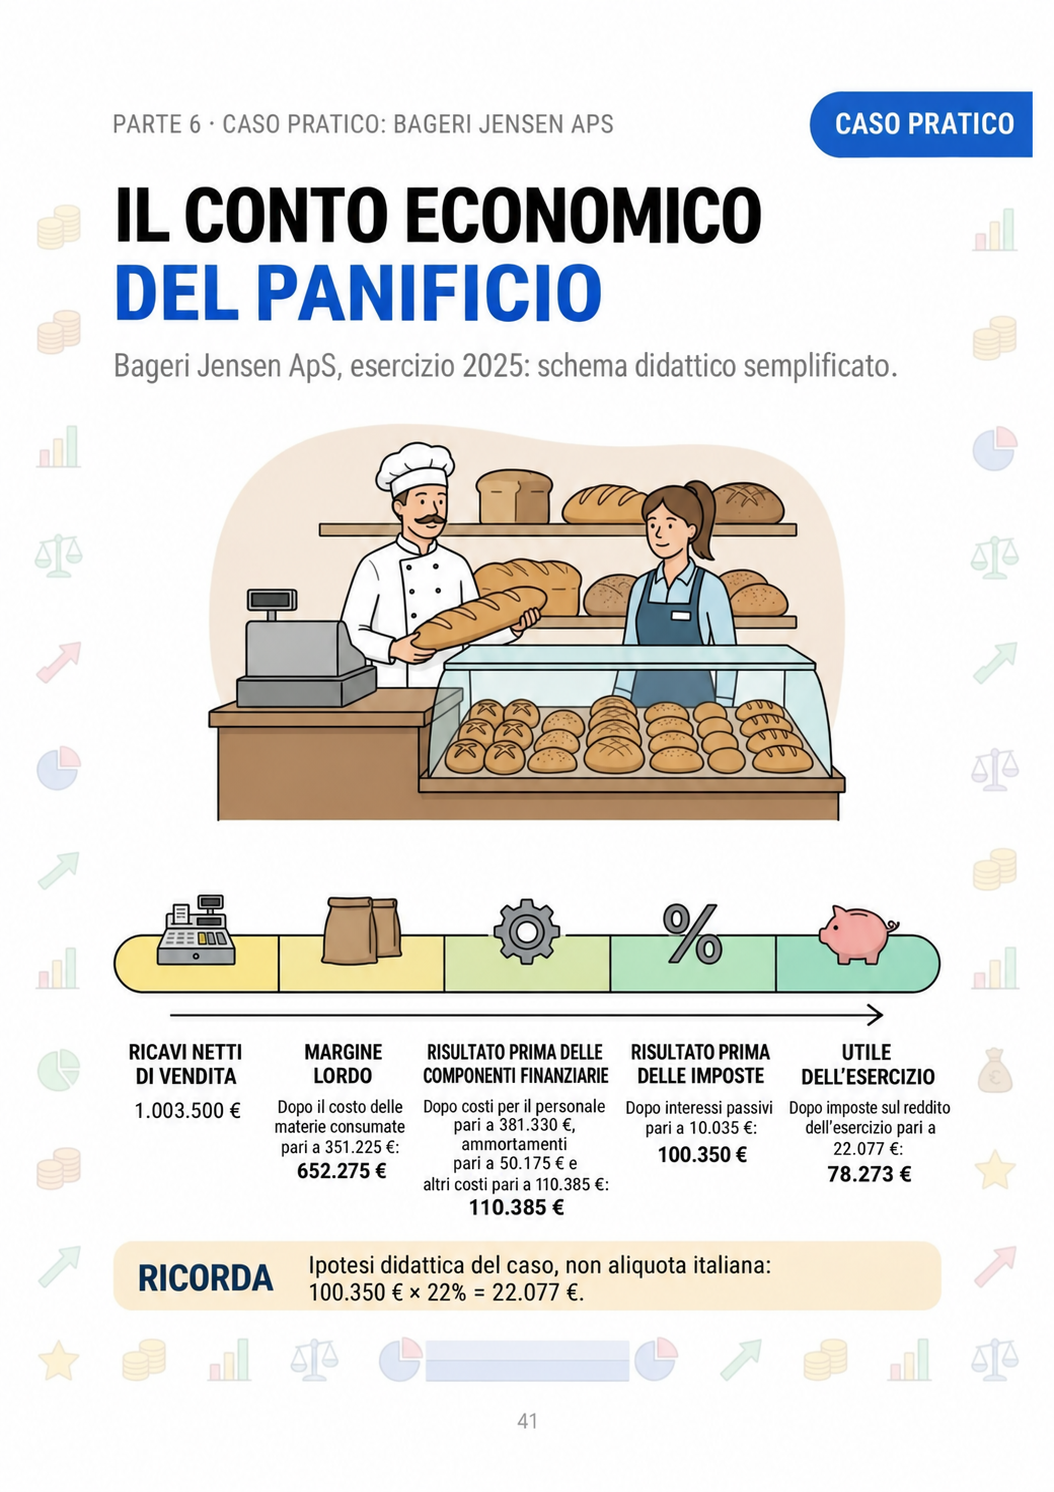 PARTE 6 · CASO PRATICO: BAGERI JENSEN APS
CASO PRATICO
IL CONTO ECONOMICO
DEL PANIFICIO
Bageri Jensen ApS, esercizio 2025: schema didattico semplificato.
RICAVI NETTI
DI VENDITA
1.003.500 €
MARGINE
LORDO
Dopo il costo delle
materie consumate
pari a 351.225 €:
652.275 €
RISULTATO PRIMA DELLE
COMPONENTI FINANZIARIE
Dopo costi per il personale
pari a 381.330 €,
ammortamenti
pari a 50.175 € e
altri costi pari a 110.385 €:
110.385 €
RISULTATO PRIMA
DELLE IMPOSTE
Dopo interessi passivi
pari a 10.035 €:
100.350 €
UTILE
DELL’ESERCIZIO
Dopo imposte sul reddito
dell’esercizio pari a
22.077 €:
78.273 €
RICORDA
Ipotesi didattica del caso, non aliquota italiana:
100.350 € × 22% = 22.077 €.
41